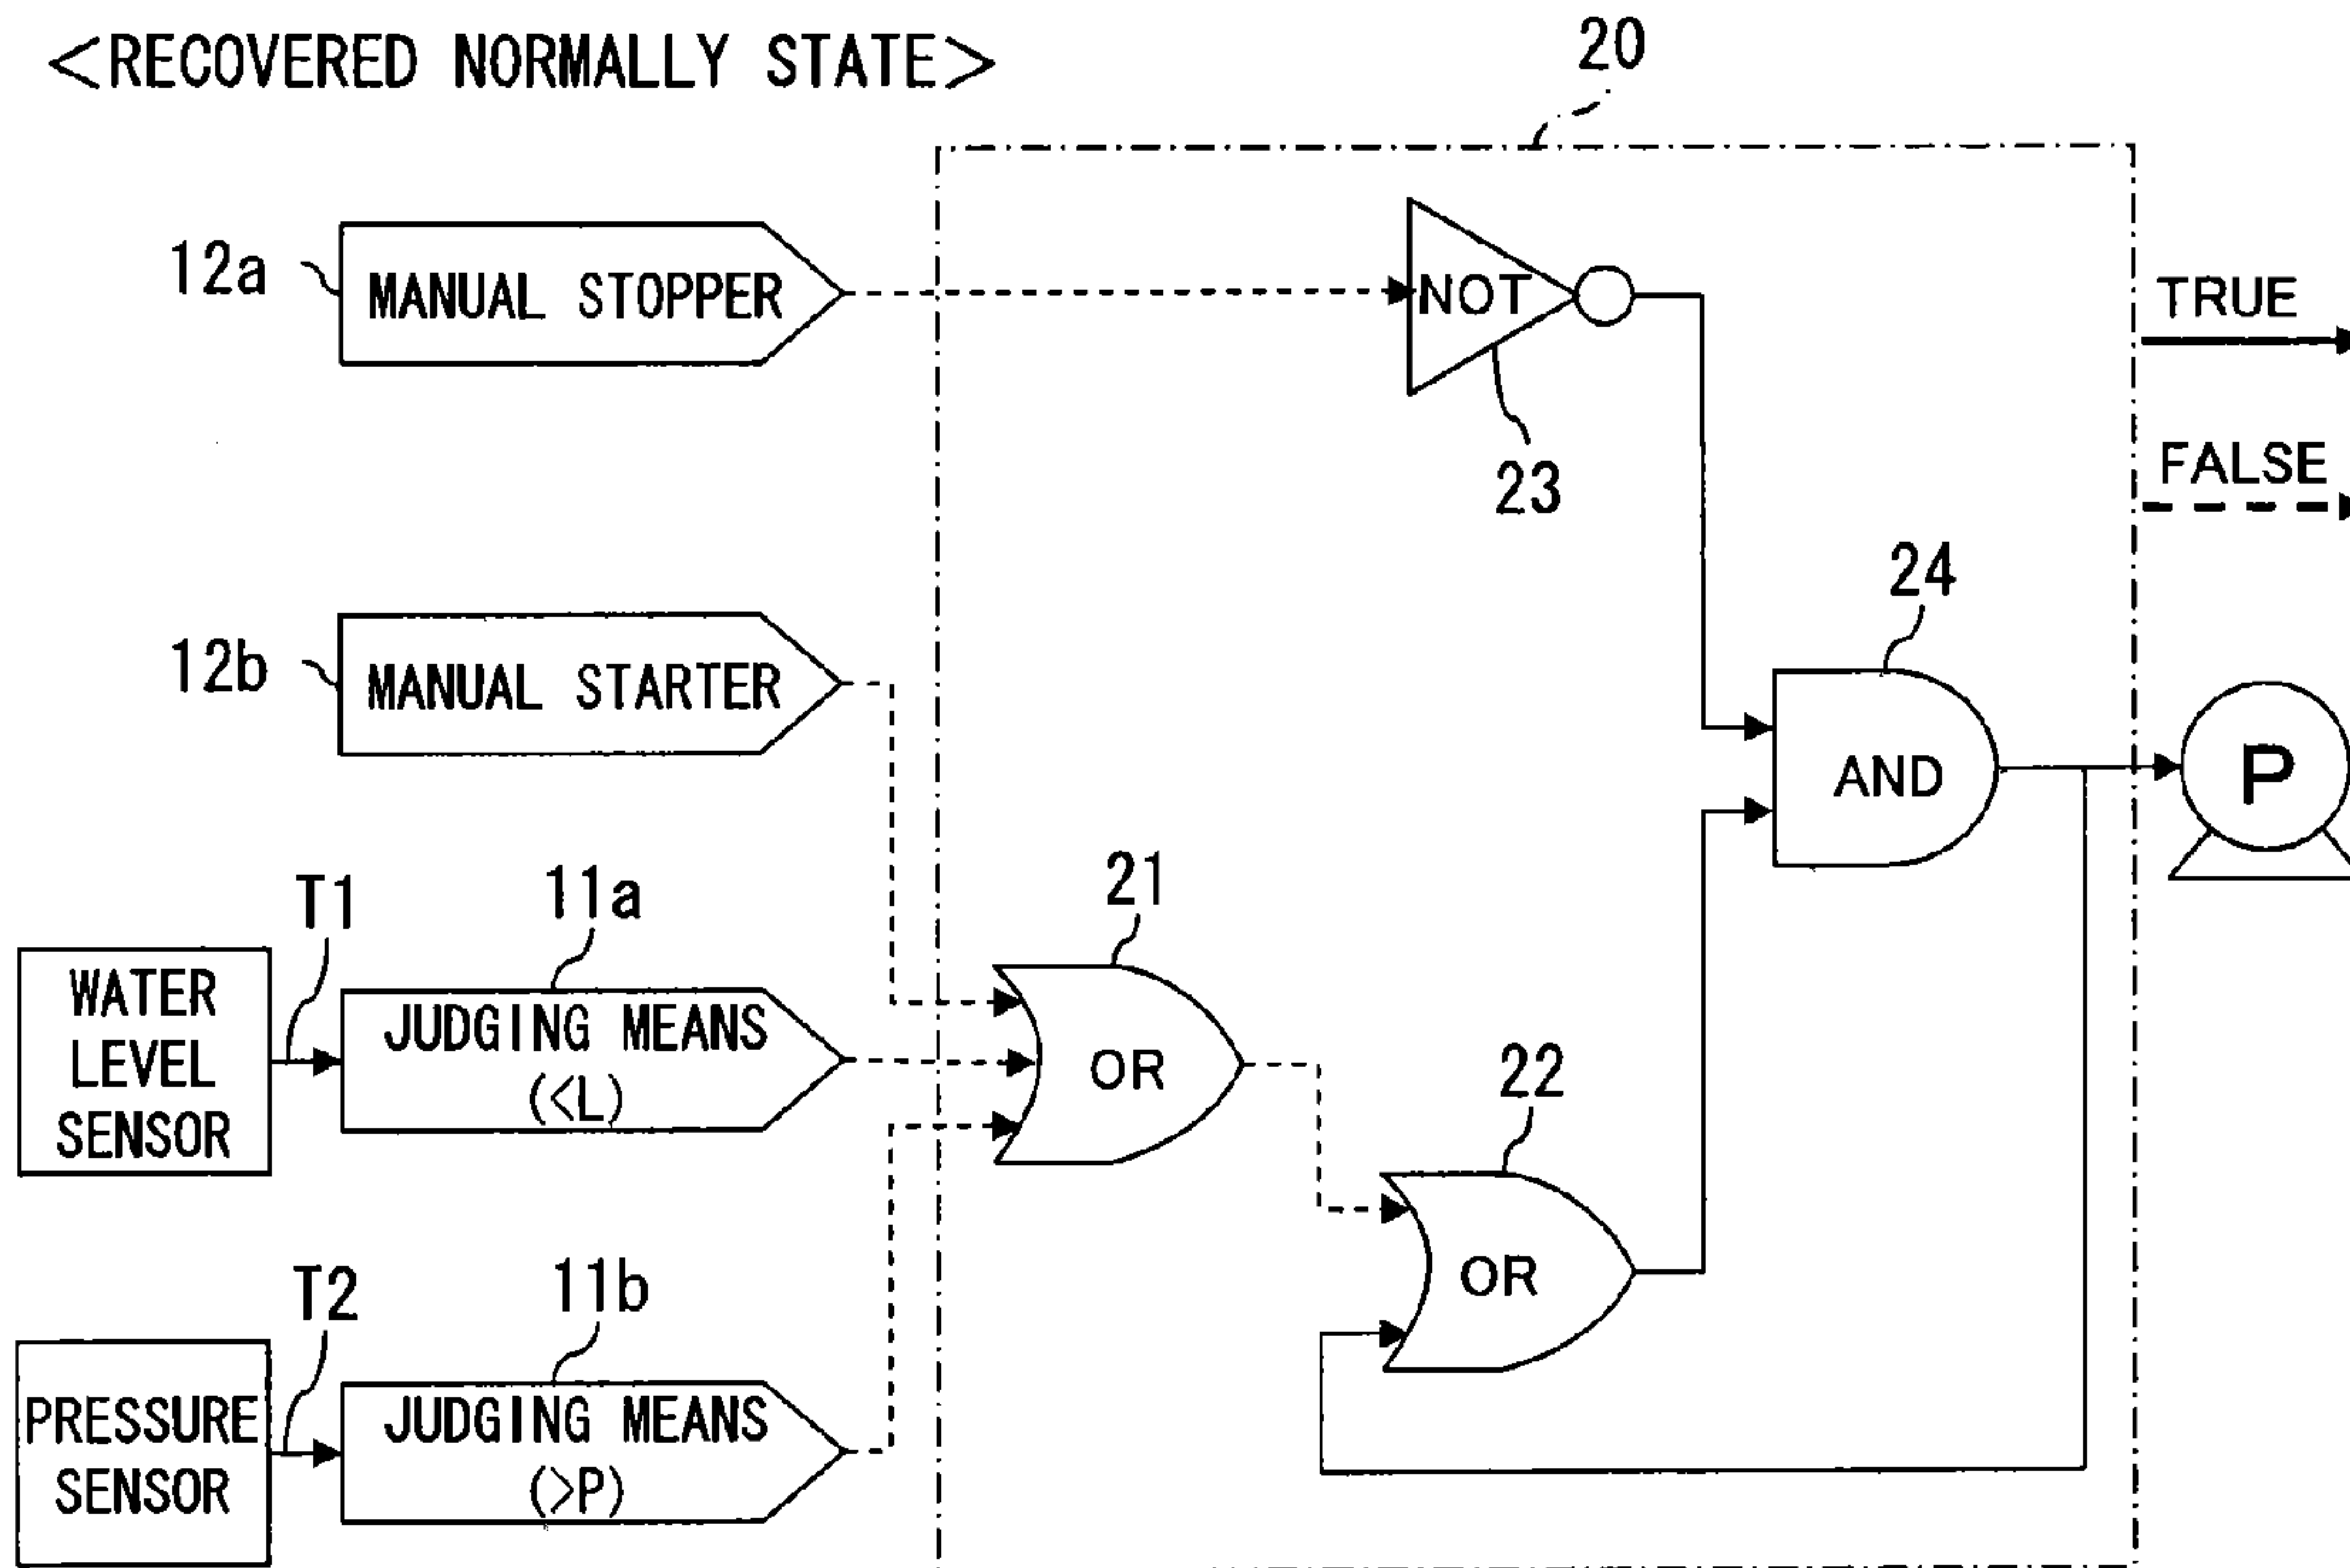 <RECOVERED NORMALLY STATE>
20
12a
MANUAL STOPPER
NOT
23
TRUE
FALSE
12b
MANUAL STARTER
24
AND
P
T1
11a
21
WATER
LEVEL
SENSOR
JUDGING MEANS
(<L)
OR
22
OR
T2
11b
PRESSURE
SENSOR
JUDGING MEANS
(>P)